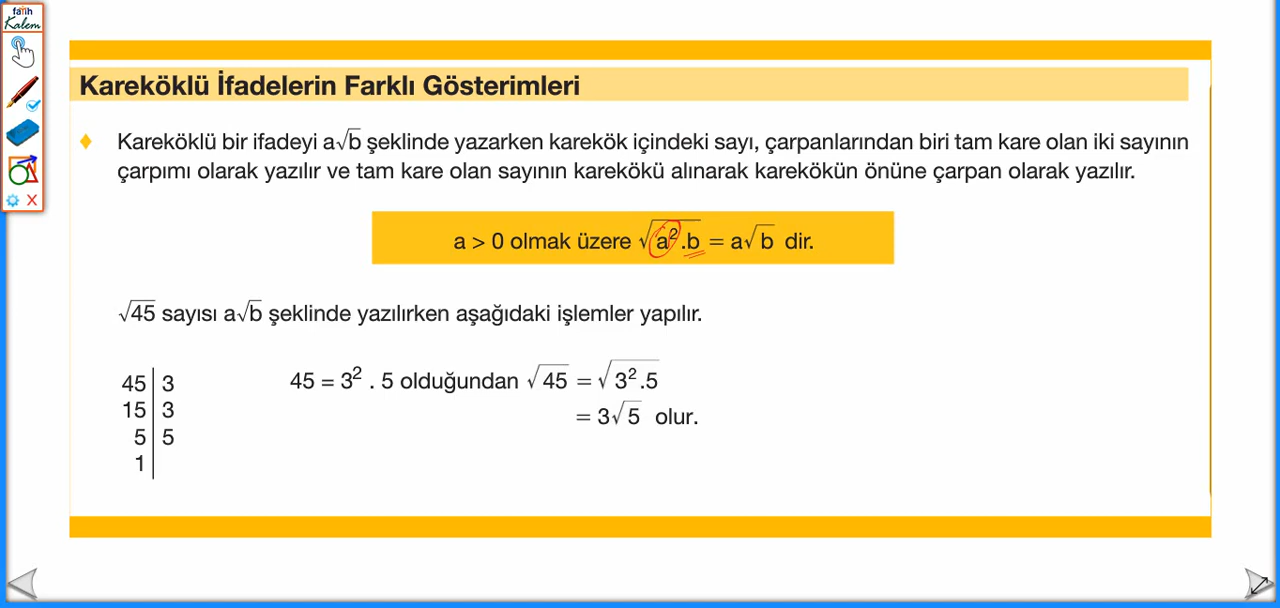 fatih
Kalem
Kareköklü İfadelerin Farklı Gösterimleri
♦ Kareköklü bir ifadeyi a√b şeklinde yazarken karekök içindeki sayı, çarpanlarından biri tam kare olan iki sayının
çarpımı olarak yazılır ve tam kare olan sayının karekökü alınarak karekökün önüne çarpan olarak yazılır.
a > 0 olmak üzere √(a².b) = a√b dir.
√45 sayısı a√b şeklinde yazılırken aşağıdaki işlemler yapılır.
45 | 3
15 | 3
5 | 5
1 |
45 = 3² . 5 olduğundan √45 = √(3².5)
= 3√5 olur.